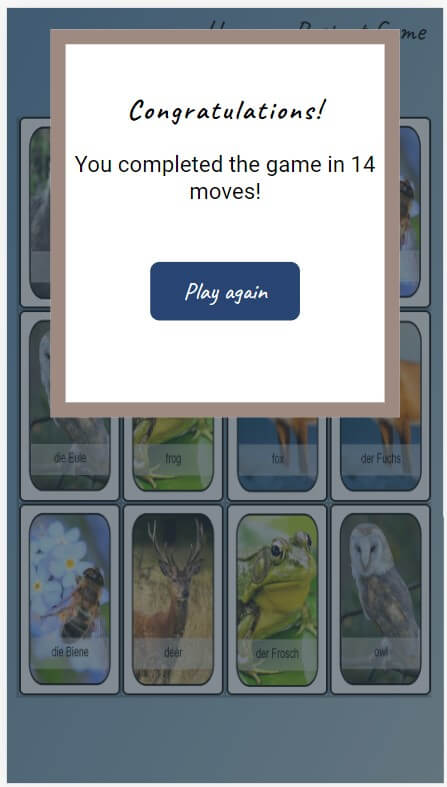 Congratulations!
You completed the game in 14
moves!
Play again
die Eule
frog
fox
der Fuchs
die Biene
deer
der Frosch
owl